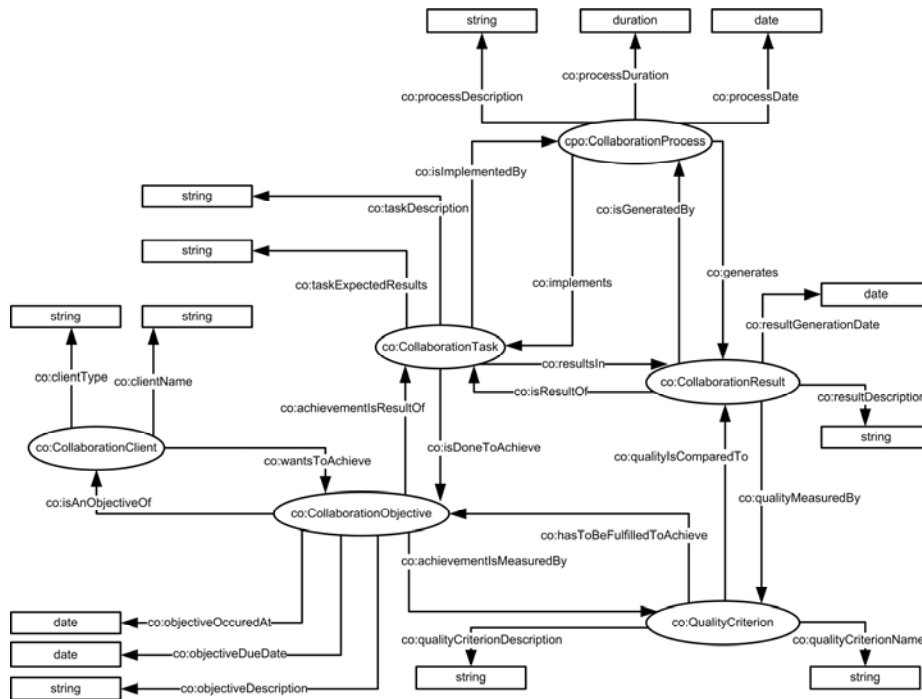 string
duration
date
co:processDuration
co:processDescription
co:processDate
cpo:CollaborationProcess
co:isImplementedBy
string
co:taskDescription
co:isGeneratedBy
string
co:taskExpectedResults
co:implements
co:generates
date
string
string
co:resultGenerationDate
co:CollaborationTask
co:resultsIn
co:clientType
co:clientName
co:CollaborationResult
co:isResultOf
co:resultDescription
co:achievementIsResultOf
string
co:CollaborationClient
co:isDoneToAchieve
co:wantsToAchieve
co:qualityIsComparedTo
co:isAnObjectiveOf
co:qualityMeasuredBy
co:CollaborationObjective
co:hasToBeFulfilledToAchieve
co:achievementIsMeasuredBy
date
co:objectiveOccuredAt
co:QualityCriterion
co:qualityCriterionDescription
co:qualityCriterionName
date
co:objectiveDueDate
string
string
string
co:objectiveDescription